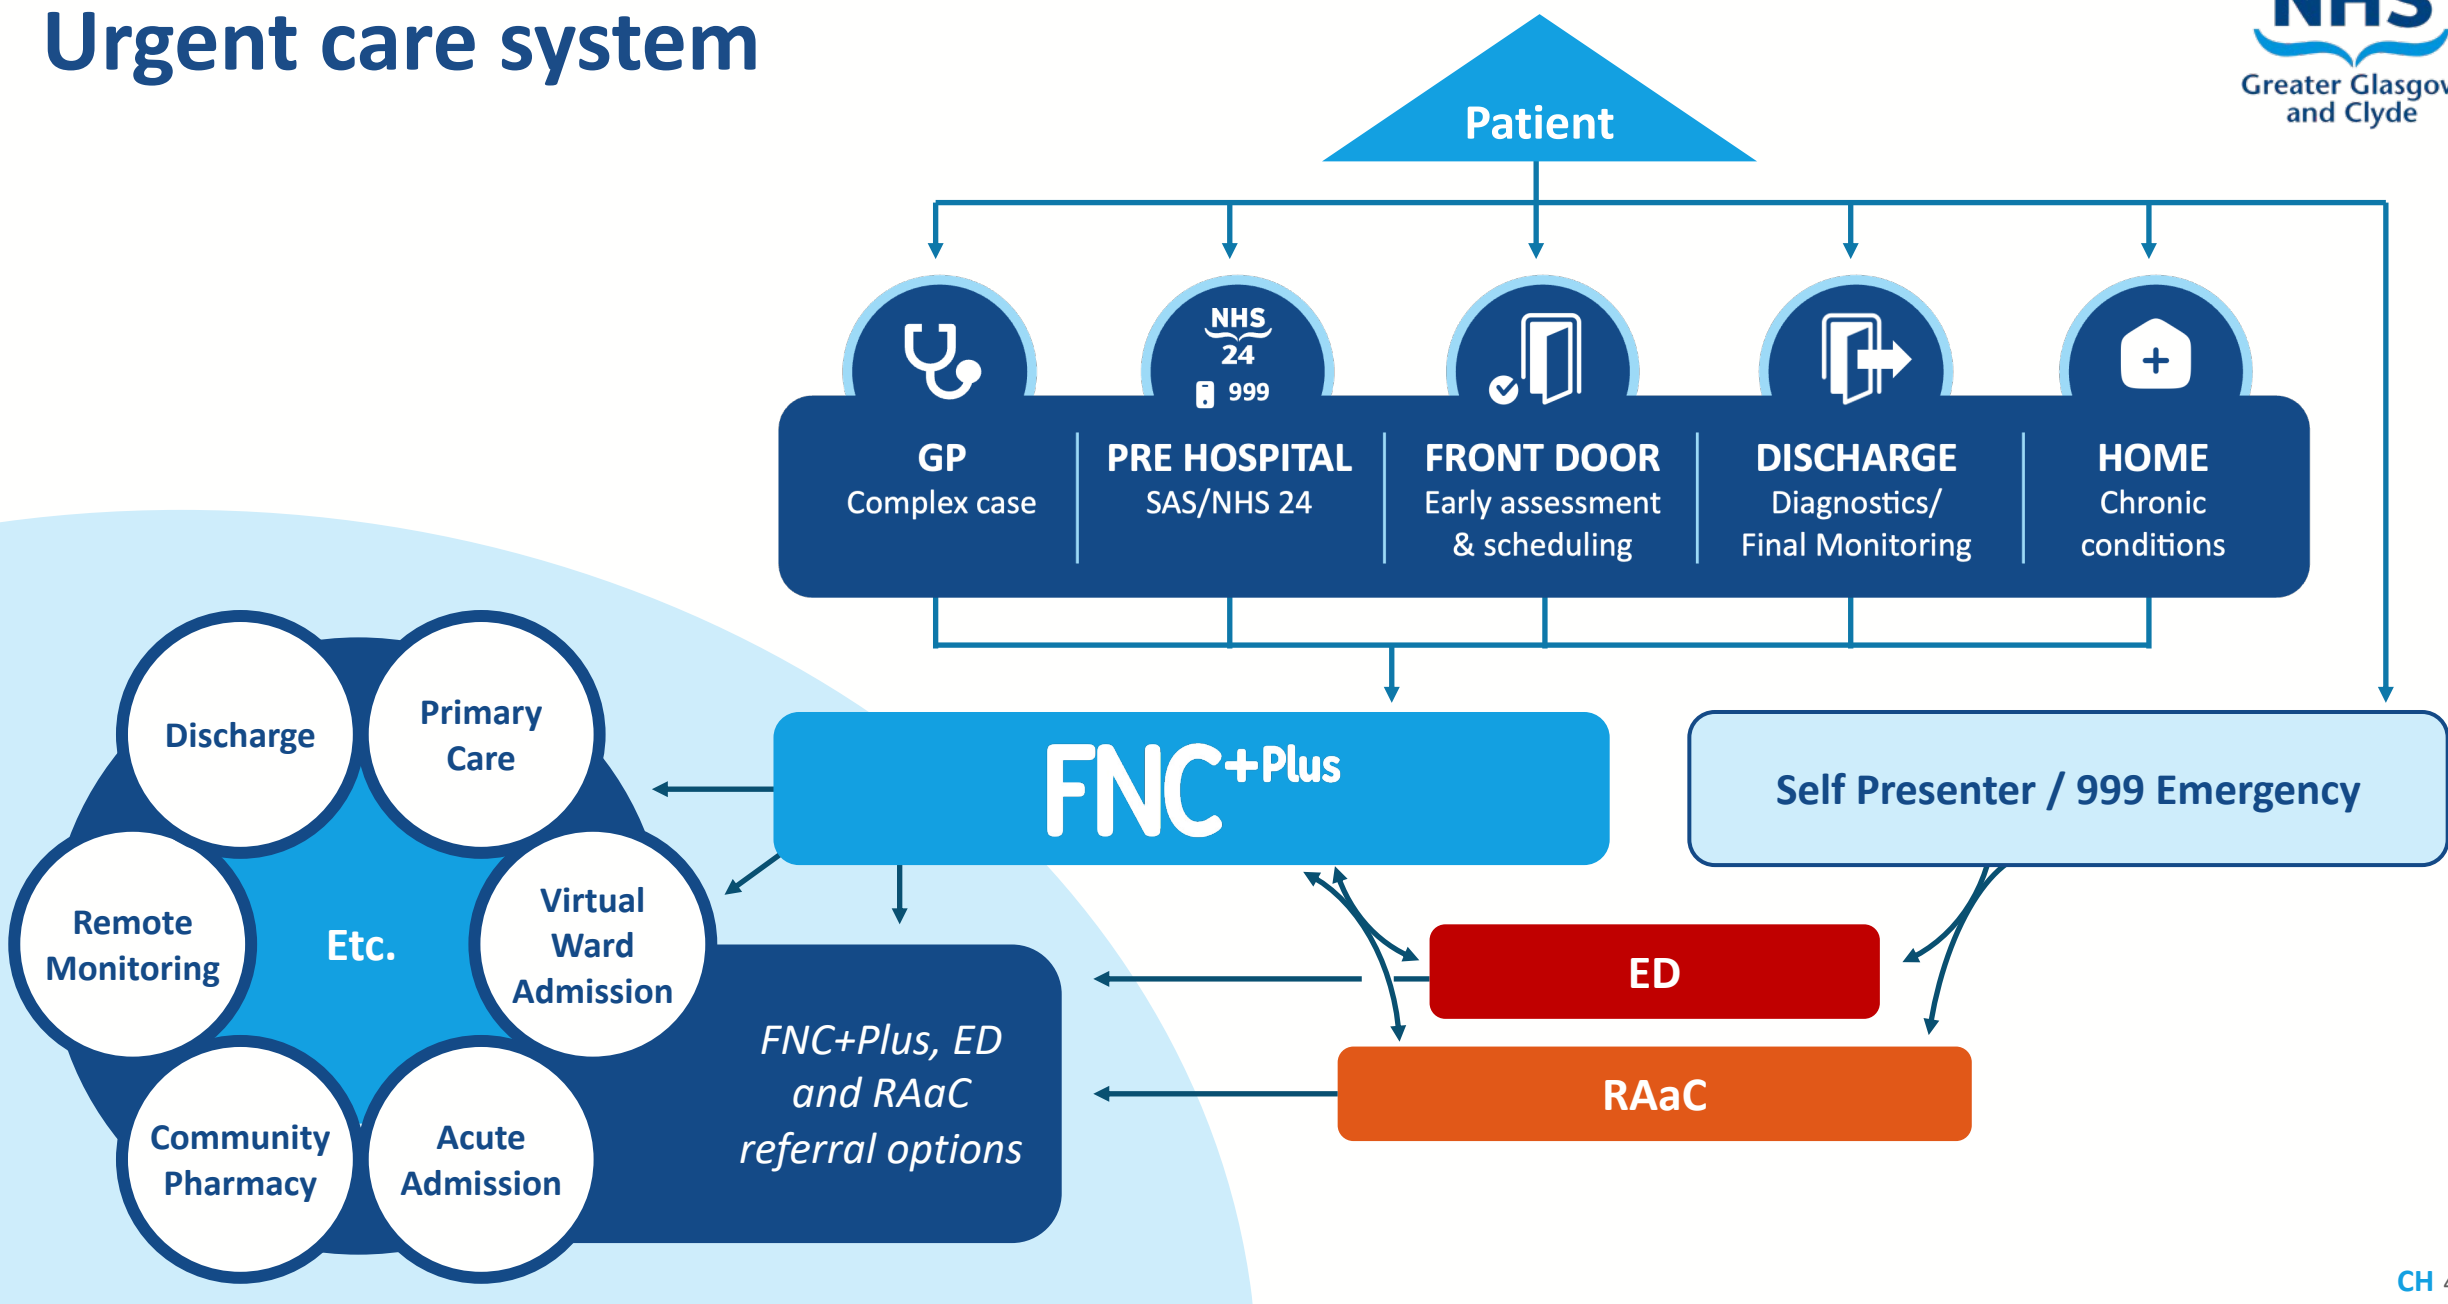 Urgent care system
NHS
Greater Glasgow
and Clyde
Patient
NHS
24
999
GP
Complex case
PRE HOSPITAL
SAS/NHS 24
FRONT DOOR
Early assessment
& scheduling
DISCHARGE
Diagnostics/
Final Monitoring
HOME
Chronic
conditions
FNC+Plus
Self Presenter / 999 Emergency
Discharge
Primary
Care
Remote
Monitoring
Etc.
Virtual
Ward
Admission
Community
Pharmacy
Acute
Admission
FNC+Plus, ED
and RAaC
referral options
ED
RAaC
CH